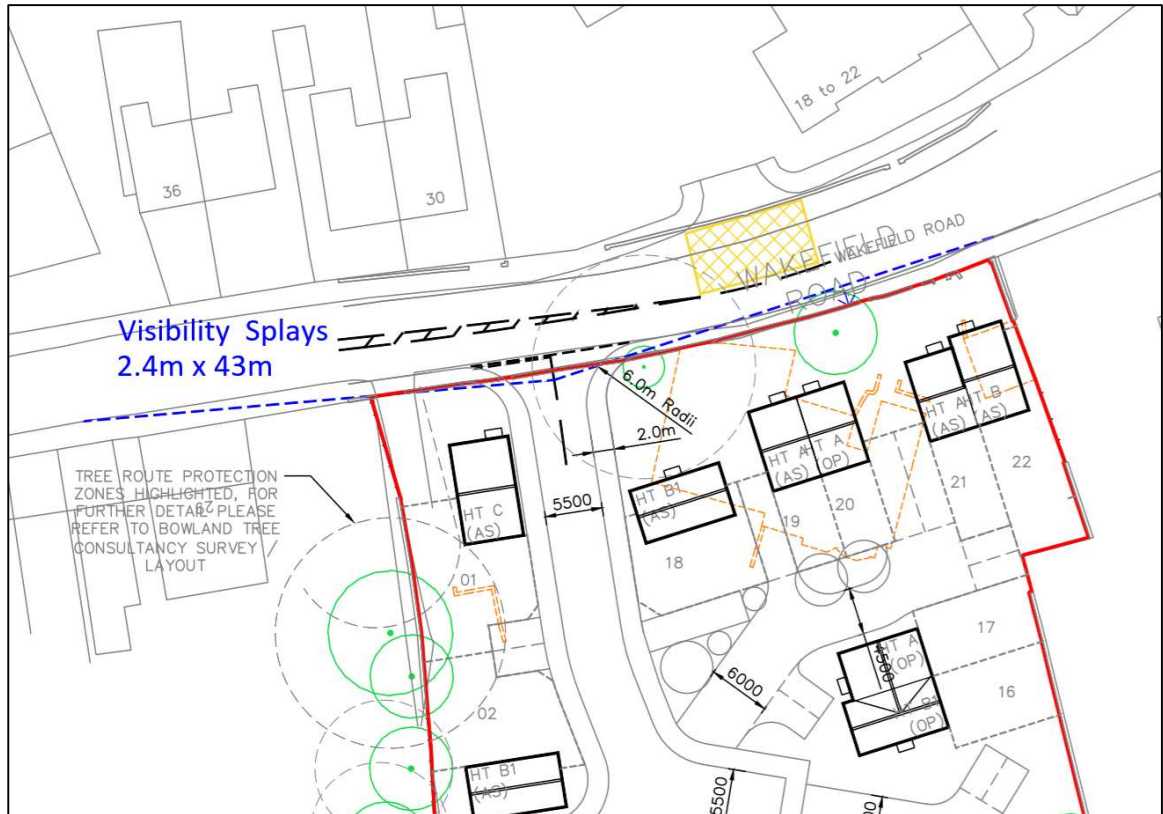 18 to 22
36
30
WAKEFIELD ROAD
WAKEFIELD
ROAD
Visibility Splays
2.4m x 43m
6.0m Radii
2.0m
5500
TREE ROUTE PROTECTION
ZONES HIGHLIGHTED, FOR
FURTHER DETAIL PLEASE
REFER TO BOWLAND TREE
CONSULTANCY SURVEY /
LAYOUT
HT C
(AS)
01
HT B1
(AS)
18
HT A
(AS)
HT A
(OP)
19
20
HT A
(AS)
HT B
(AS)
21
22
17
16
HT A
(OP)
4500
6000
(OP)
02
HT B1
(AS)
5500